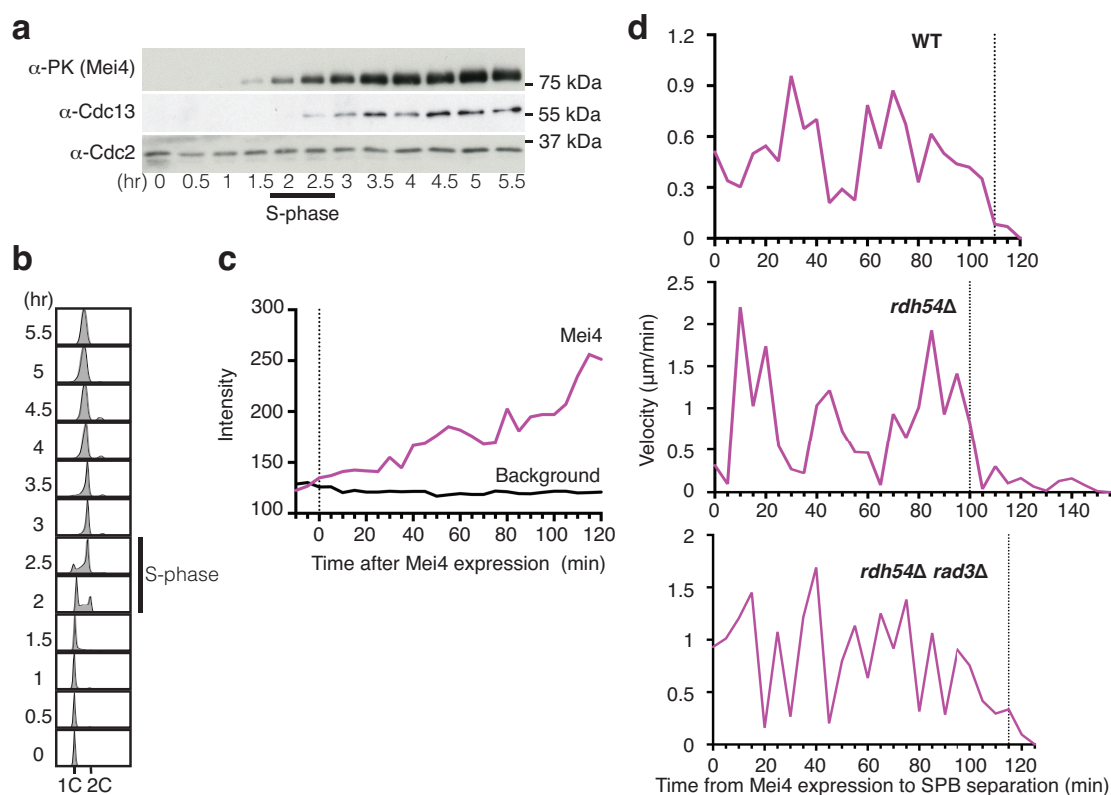 a
α-PK (Mei4)
75 kDa
α-Cdc13
55 kDa
37 kDa
α-Cdc2
(hr) 0 0.5 1 1.5 2 2.5 3 3.5 4 4.5 5 5.5
S-phase
b
(hr)
5.5
5
4.5
4
3.5
3
2.5
2
S-phase
1.5
1
0.5
0
1C 2C
c
300
250
200
150
100
Intensity
Mei4
Background
0 20 40 60 80 100 120
Time after Mei4 expression (min)
d
WT
1.2
0.9
0.6
0.3
0
0 20 40 60 80 100 120
rdh54Δ
2.5
2
1.5
1
0.5
0
Velocity (µm/min)
0 20 40 60 80 100 120 140
rdh54Δ rad3Δ
2
1.5
1
0.5
0
0 20 40 60 80 100 120
Time from Mei4 expression to SPB separation (min)